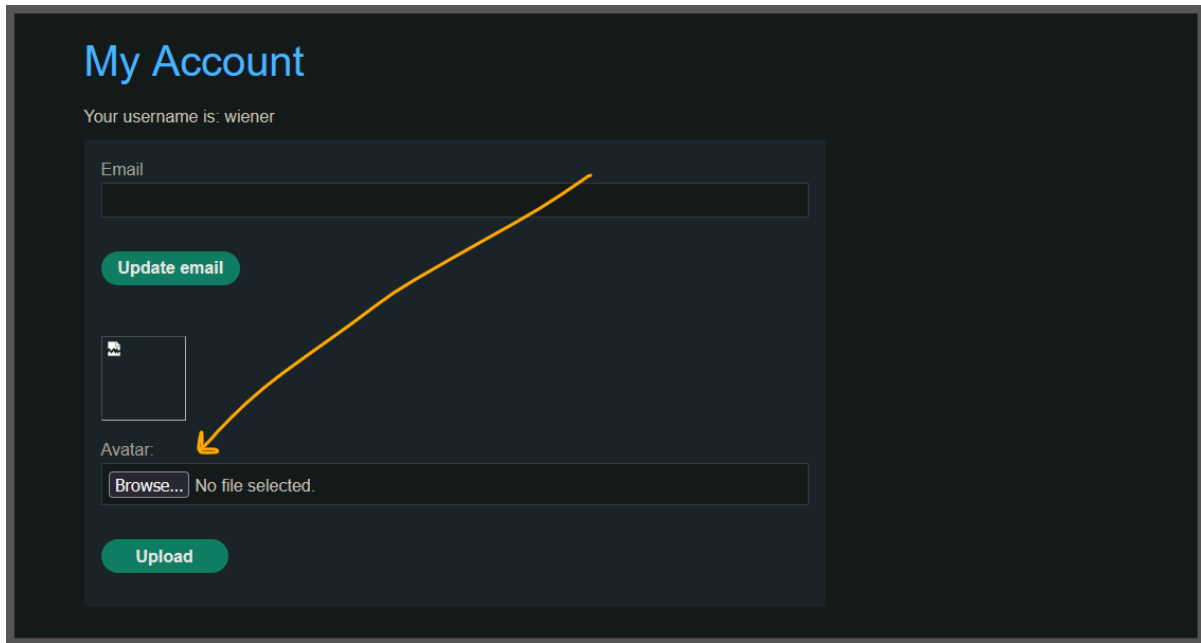 My Account
Your username is: wiener
Email
Update email
Avatar:
Browse... No file selected.
Upload